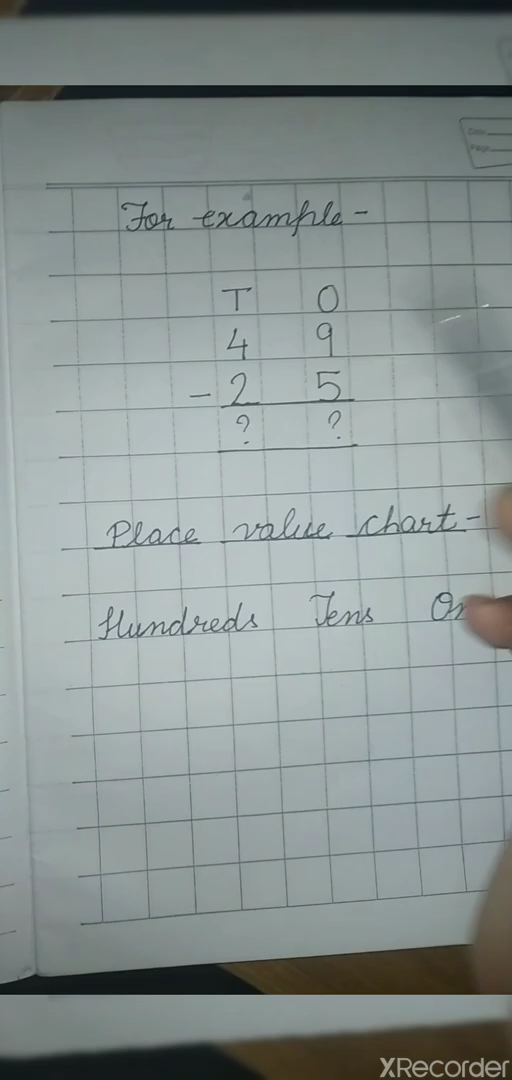 For example-
T O
4 9
- 2 5
? ?
Place value chart-
Hundreds Tens
XRecorder